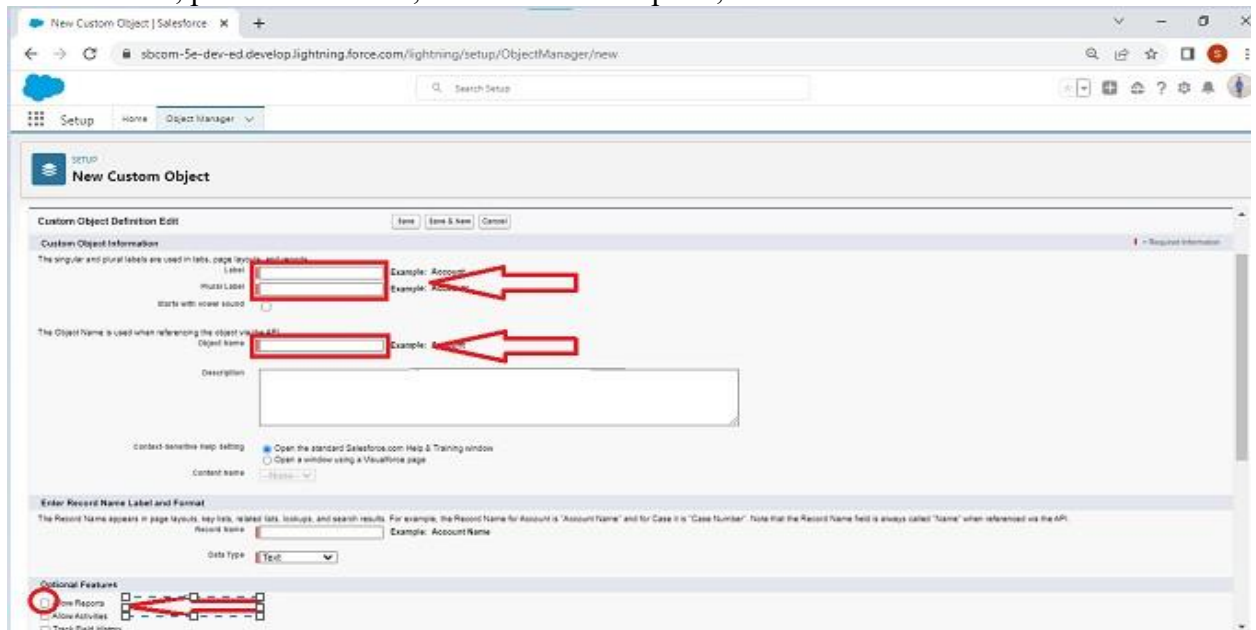 New Custom Object | Salesforce
sbcom-5e-dev-ed.develop.lightning.force.com/lightning/setup/ObjectManager/new
S
Search Setup
Setup Home Object Manager
SETUP
New Custom Object
Custom Object Definition Edit Save Save & New Cancel
Custom Object Information = Required Information
The singular and plural labels are used in tabs, page layouts, and reports.
Label Example: Account
Plural Label Example:
Starts with vowel sound
The Object Name is used when referencing the object via the API.
Object Name Example:
Description
Context-Sensitive Help Setting Open the standard Salesforce.com Help & Training window
Open a window using a Visualforce page
Content Name --None--
Enter Record Name Label and Format
The Record Name appears in page layouts, key lists, related lists, lookups, and search results. For example, the Record Name for Account is "Account Name" and for Case it is "Case Number". Note that the Record Name field is always called "Name" when referenced via the API.
Record Name Example: Account Name
Data Type Text
Optional Features
Reports
Allow Activities
Track Field History